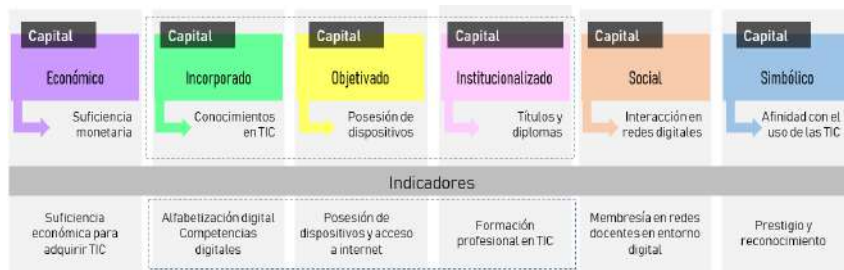 Capital
Económico
Suficiencia
monetaria
Capital
Incorporado
Conocimientos
en TIC
Capital
Objetivado
Posesión de
dispositivos
Capital
Institucionalizado
Títulos y
diplomas
Capital
Social
Interacción en
redes digitales
Capital
Simbólico
Afinidad con el
uso de las TIC
Indicadores
Suficiencia
económica para
adquirir TIC
Alfabetización digital
Competencias
digitales
Posesión de
dispositivos y acceso
a internet
Formación
profesional en TIC
Membresía en redes
docentes en entorno
digital
Prestigio y
reconocimiento